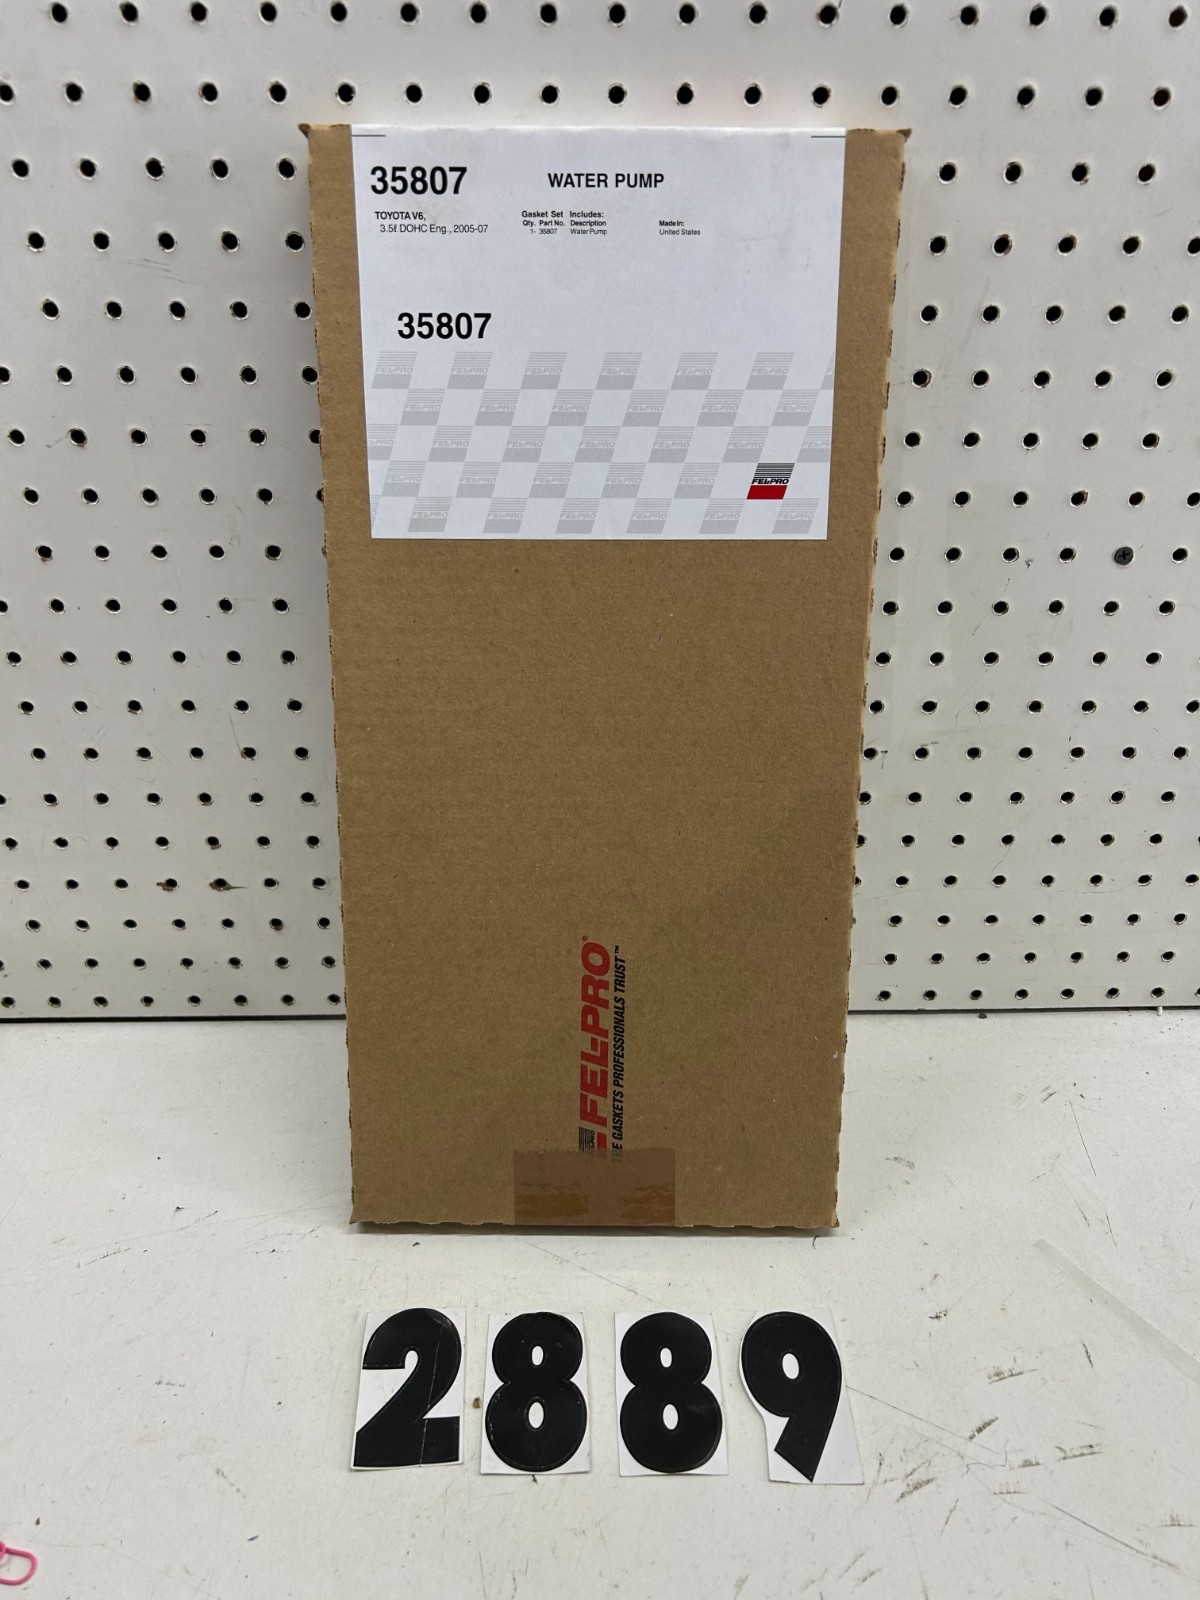 35807
WATER PUMP
TOYOTA V6,
3.5ℓ DOHC Eng., 2005-07
Gasket Set Includes:
Qty. Part No. Description
1- 35807 Water Pump
Made In:
United States
35807
FEL-PRO
FEL-PRO®
THE GASKETS PROFESSIONALS TRUST™
2889